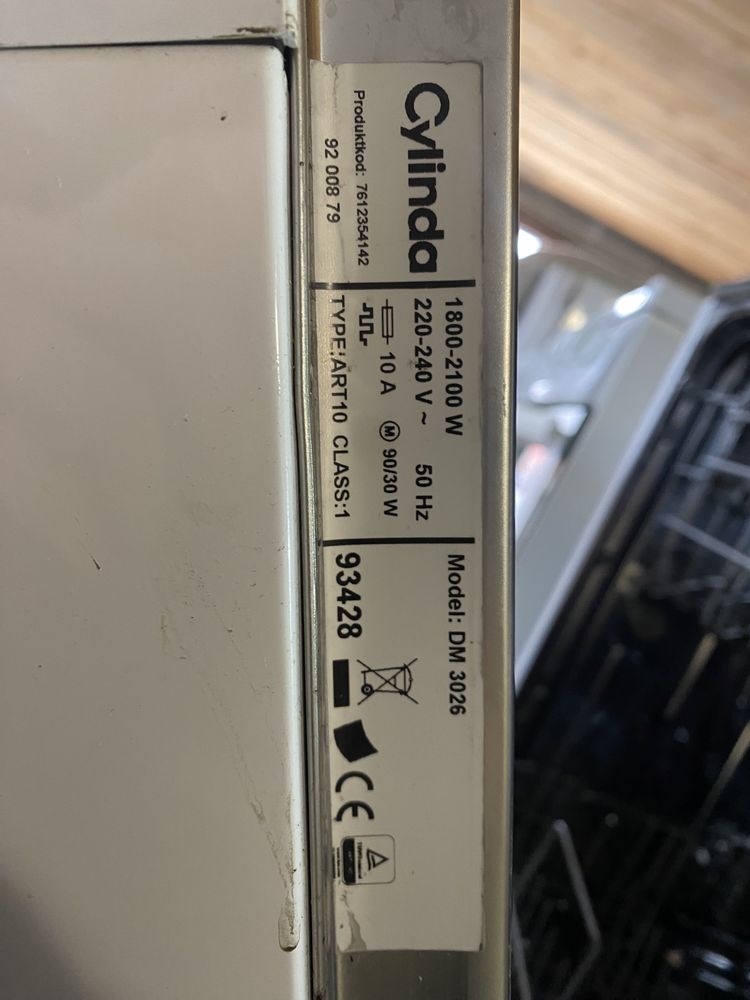 Cylinda
Produktkod: 7612354142
92 008 79
1800-2100 W
220-240 V ~ 50 Hz
10 A M 90/30 W
TYPE:ART10 CLASS:1
Model: DM 3026
93428
CE